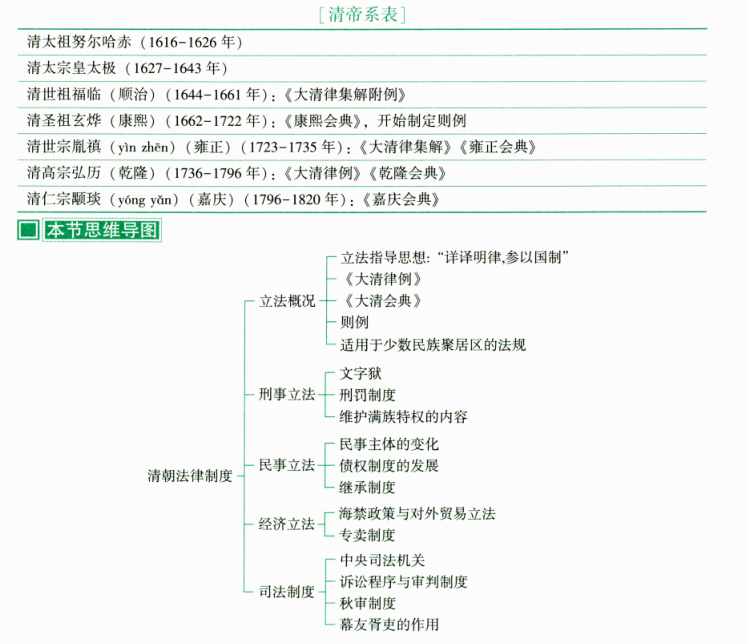 ［清帝系表］
清太祖努尔哈赤（1616-1626 年）
清太宗皇太极（1627-1643 年）
清世祖福临（顺治）（1644-1661 年）：《大清律集解附例》
清圣祖玄烨（康熙）（1662-1722 年）：《康熙会典》，开始制定则例
清世宗胤禛（yìn zhēn）（雍正）（1723-1735 年）：《大清律集解》《雍正会典》
清高宗弘历（乾隆）（1736-1796 年）：《大清律例》《乾隆会典》
清仁宗颙琰（yóng yǎn）（嘉庆）（1796-1820 年）：《嘉庆会典》
本节思维导图
清朝法律制度
立法概况
立法指导思想：“详译明律,参以国制”
《大清律例》
《大清会典》
则例
适用于少数民族聚居区的法规
刑事立法
文字狱
刑罚制度
维护满族特权的内容
民事立法
民事主体的变化
债权制度的发展
继承制度
经济立法
海禁政策与对外贸易立法
专卖制度
司法制度
中央司法机关
诉讼程序与审判制度
秋审制度
幕友胥吏的作用